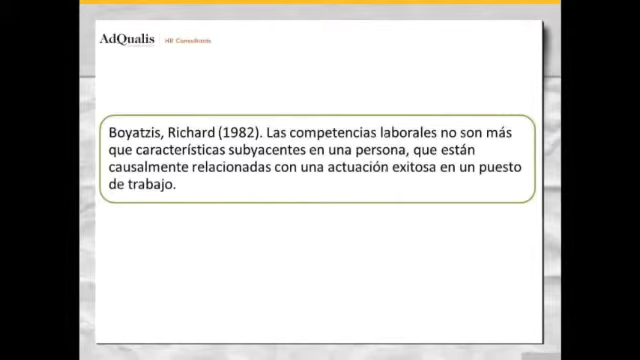 AdQualis HR Consultants
Boyatzis, Richard (1982). Las competencias laborales no son más
que características subyacentes en una persona, que están
causalmente relacionadas con una actuación exitosa en un puesto
de trabajo.